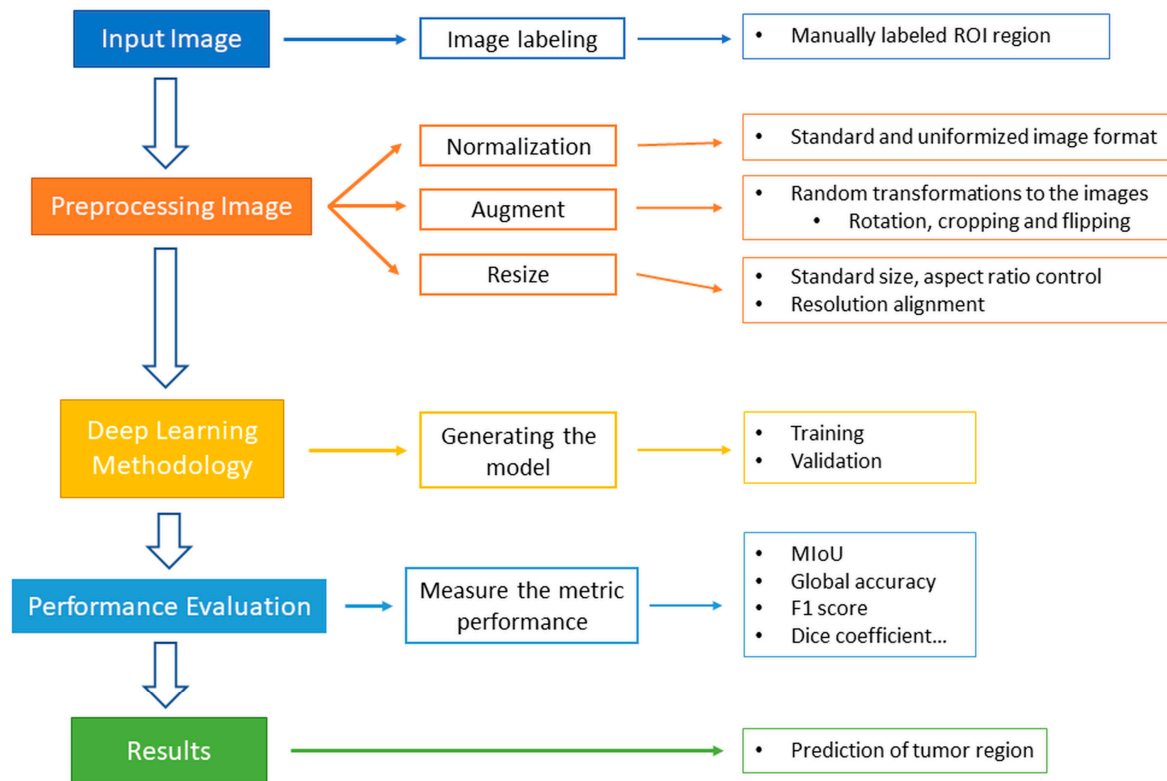 Input Image
Image labeling
• Manually labeled ROI region
Normalization
• Standard and uniformized image format
Preprocessing Image
Augment
• Random transformations to the images
• Rotation, cropping and flipping
Resize
• Standard size, aspect ratio control
• Resolution alignment
Deep Learning
Methodology
Generating the
model
• Training
• Validation
Performance Evaluation
Measure the metric
performance
• MIoU
• Global accuracy
• F1 score
• Dice coefficient...
Results
• Prediction of tumor region